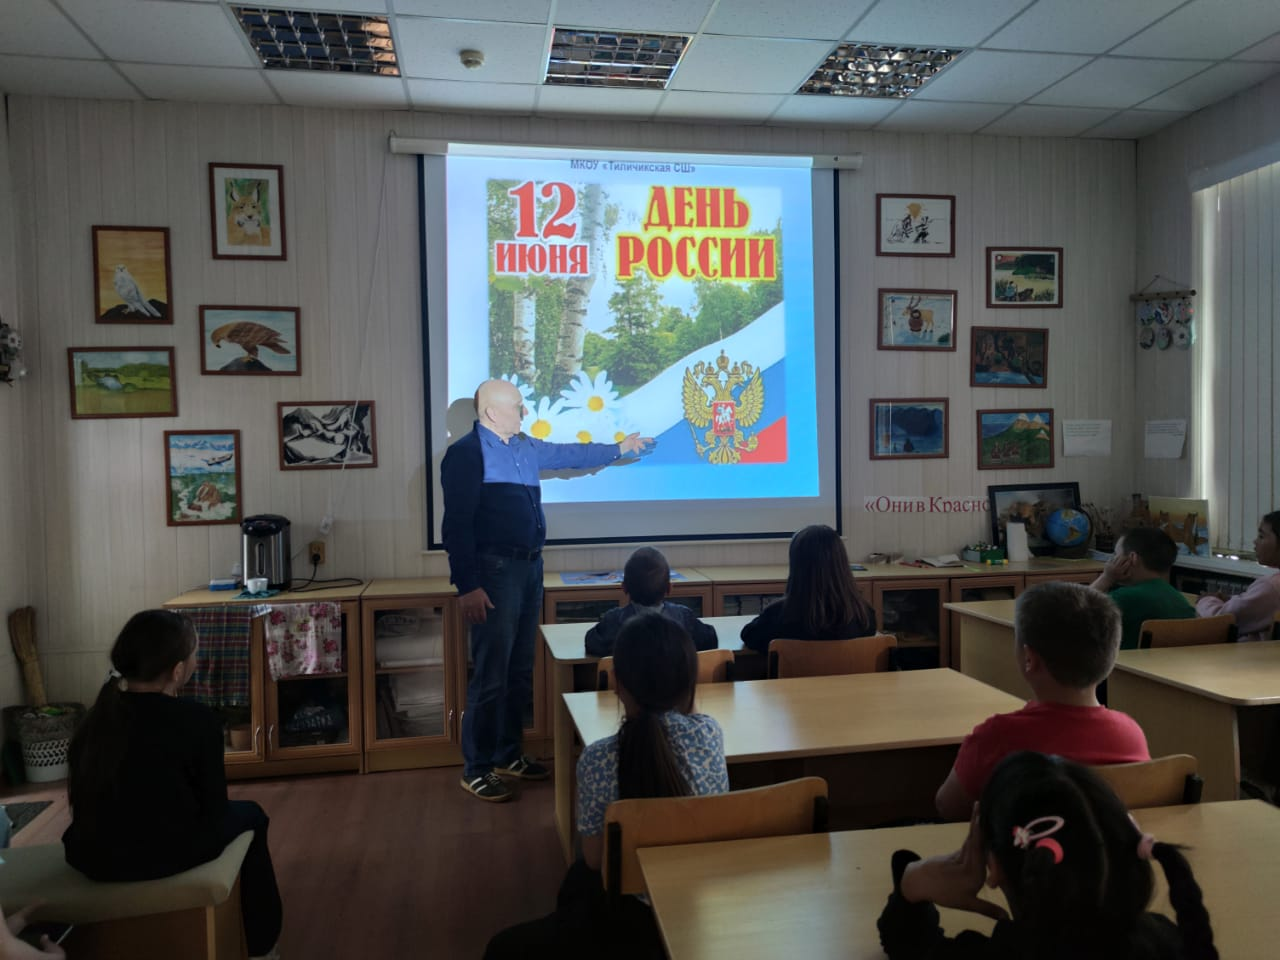 МКОУ «Тиличикская СШ»
12
ИЮНЯ
ДЕНЬ
РОССИИ
«Они в Красно